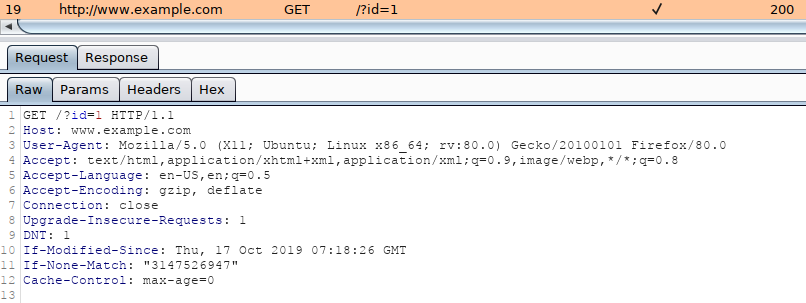 19 http://www.example.com GET /?id=1 ✓ 200
Request Response
Raw Params Headers Hex
1 GET /?id=1 HTTP/1.1
2 Host: www.example.com
3 User-Agent: Mozilla/5.0 (X11; Ubuntu; Linux x86_64; rv:80.0) Gecko/20100101 Firefox/80.0
4 Accept: text/html,application/xhtml+xml,application/xml;q=0.9,image/webp,*/*;q=0.8
5 Accept-Language: en-US,en;q=0.5
6 Accept-Encoding: gzip, deflate
7 Connection: close
8 Upgrade-Insecure-Requests: 1
9 DNT: 1
10 If-Modified-Since: Thu, 17 Oct 2019 07:18:26 GMT
11 If-None-Match: "3147526947"
12 Cache-Control: max-age=0
13